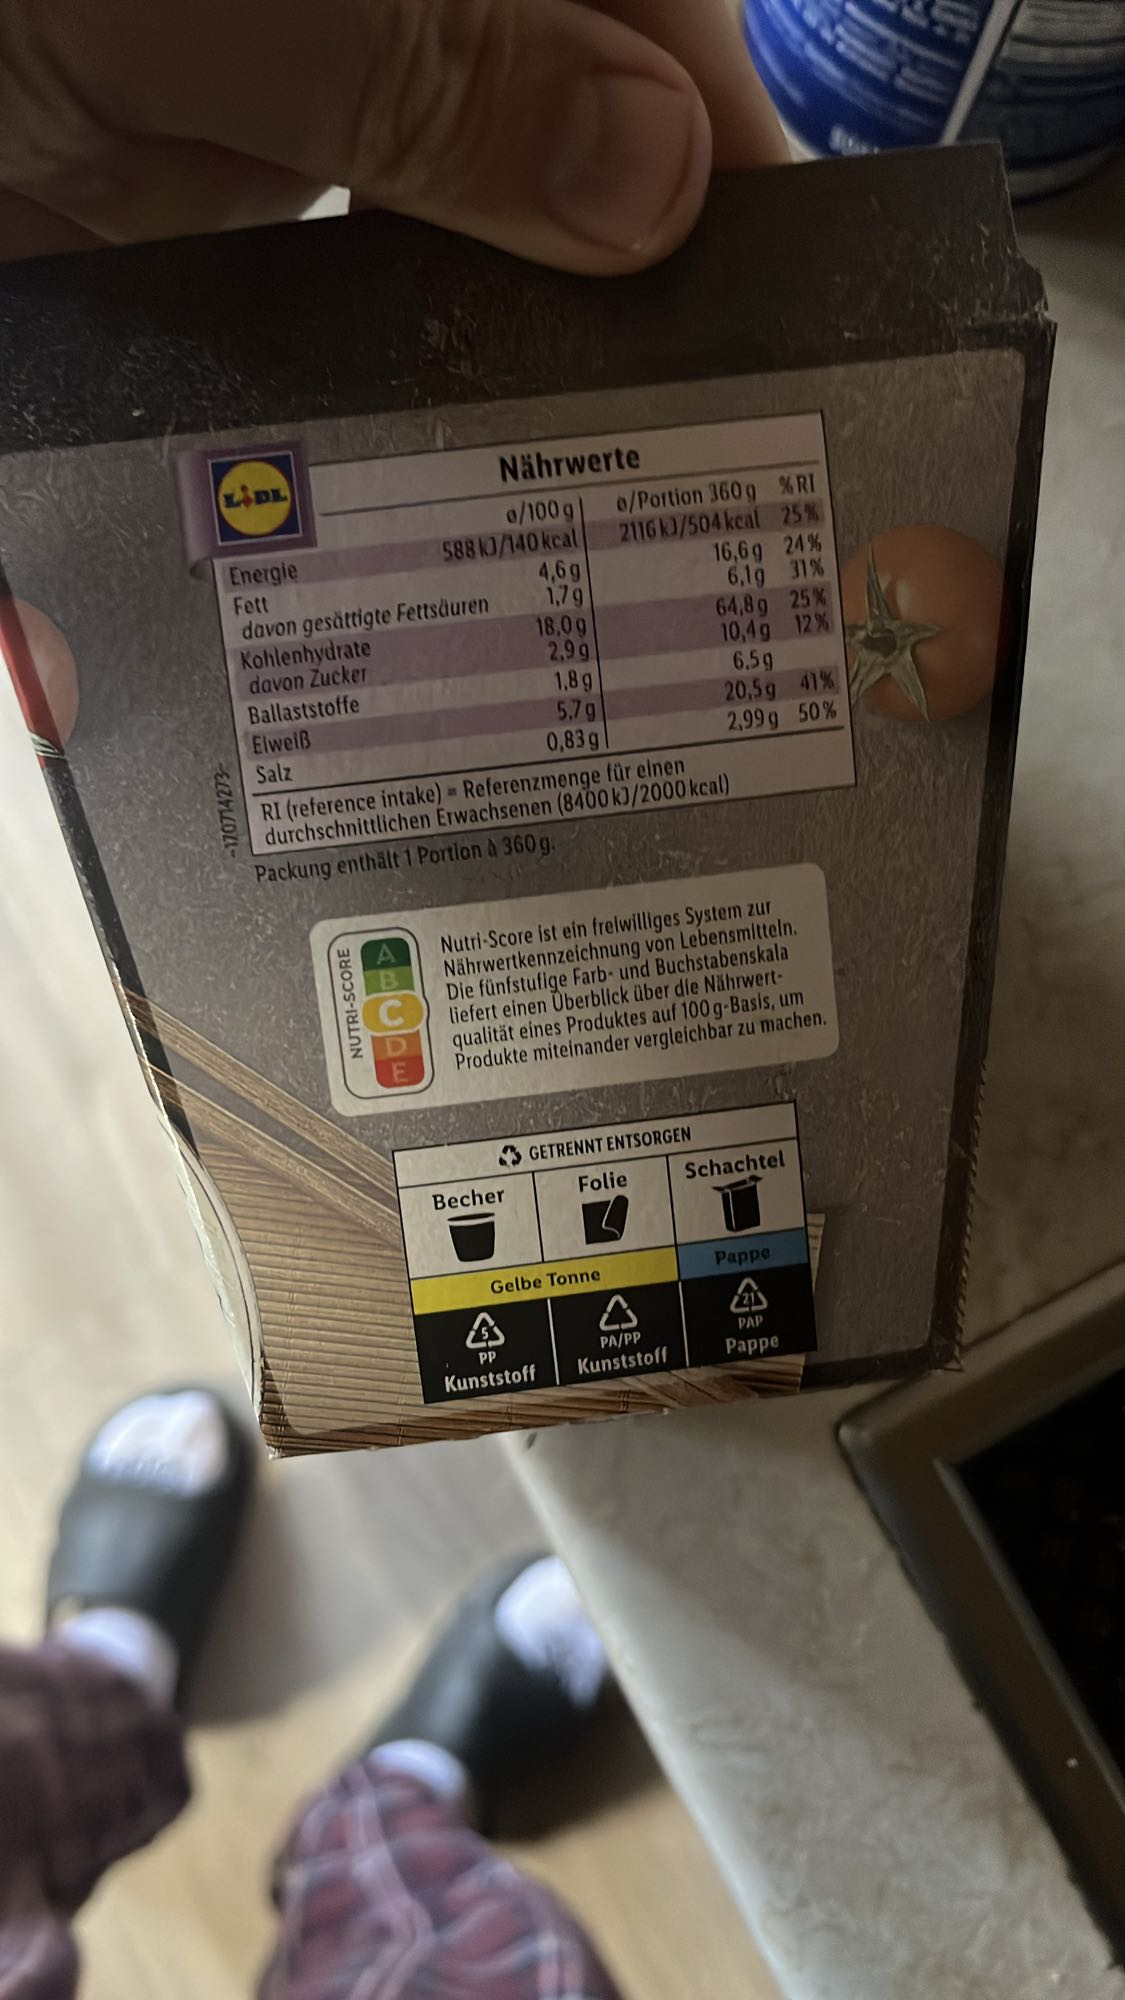 LIDL
Nährwerte
ø/100 g ø/Portion 360 g %RI
Energie 588 kJ/140 kcal 2116 kJ/504 kcal 25%
Fett 4,6 g 16,6 g 24%
davon gesättigte Fettsäuren 1,7 g 6,1 g 31%
Kohlenhydrate 18,0 g 64,8 g 25%
davon Zucker 2,9 g 10,4 g 12%
Ballaststoffe 1,8 g 6,5 g
Eiweiß 5,7 g 20,5 g 41%
Salz 0,83 g 2,99 g 50%
RI (reference intake) = Referenzmenge für einen
durchschnittlichen Erwachsenen (8400 kJ/2000 kcal)
-170714273-
Packung enthält 1 Portion à 360 g.
NUTRI-SCORE
A
B
C
D
E
Nutri-Score ist ein freiwilliges System zur
Nährwertkennzeichnung von Lebensmitteln.
Die fünfstufige Farb- und Buchstabenskala
liefert einen Überblick über die Nährwert-
qualität eines Produktes auf 100 g-Basis, um
Produkte miteinander vergleichbar zu machen.
GETRENNT ENTSORGEN
Becher Folie Schachtel
Gelbe Tonne Pappe
5 21
PP PA/PP PAP
Kunststoff Kunststoff Pappe